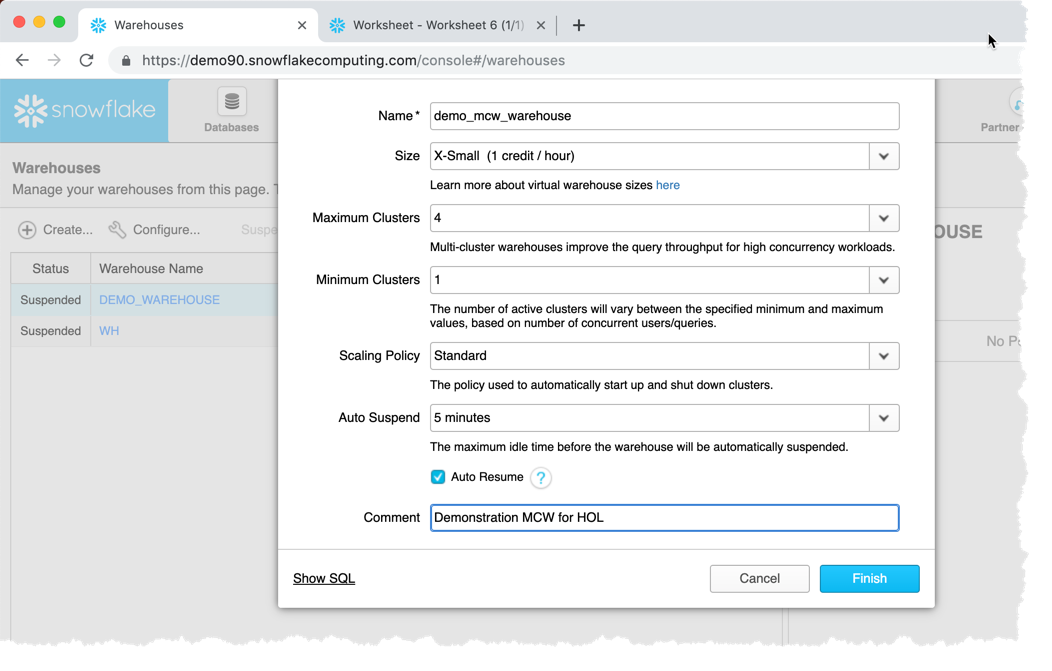 Warehouses
Worksheet - Worksheet 6 (1/1)
https://demo90.snowflakecomputing.com/console#/warehouses
snowflake
Databases
Partner
Warehouses
Manage your warehouses from this page.
Create...
Configure...
Suspe
Status
Warehouse Name
Suspended
DEMO_WAREHOUSE
Suspended
WH
OUSE
No
Name*
demo_mcw_warehouse
Size
X-Small (1 credit / hour)
Learn more about virtual warehouse sizes here
Maximum Clusters
4
Multi-cluster warehouses improve the query throughput for high concurrency workloads.
Minimum Clusters
1
The number of active clusters will vary between the specified minimum and maximum
values, based on number of concurrent users/queries.
Scaling Policy
Standard
The policy used to automatically start up and shut down clusters.
Auto Suspend
5 minutes
The maximum idle time before the warehouse will be automatically suspended.
Auto Resume
?
Comment
Demonstration MCW for HOL
Show SQL
Cancel
Finish